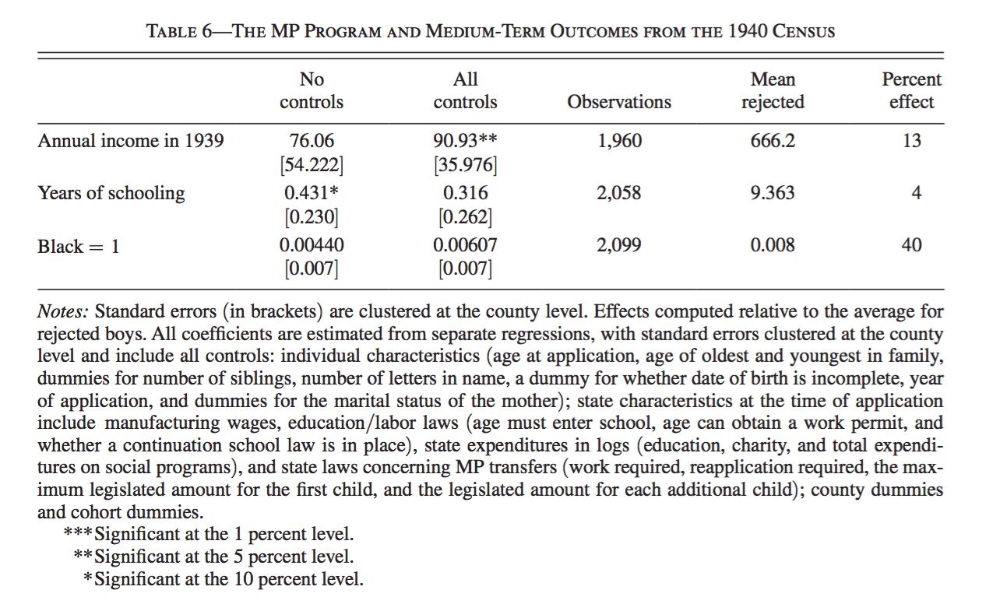 TABLE 6—THE MP PROGRAM AND MEDIUM-TERM OUTCOMES FROM THE 1940 CENSUS
No controls All controls Observations Mean rejected Percent effect
Annual income in 1939 76.06 90.93** 1,960 666.2 13
[54.222] [35.976]
Years of schooling 0.431* 0.316 2,058 9.363 4
[0.230] [0.262]
Black = 1 0.00440 0.00607 2,099 0.008 40
[0.007] [0.007]
Notes: Standard errors (in brackets) are clustered at the county level. Effects computed relative to the average for
rejected boys. All coefficients are estimated from separate regressions, with standard errors clustered at the county
level and include all controls: individual characteristics (age at application, age of oldest and youngest in family,
dummies for number of siblings, number of letters in name, a dummy for whether date of birth is incomplete, year
of application, and dummies for the marital status of the mother); state characteristics at the time of application
include manufacturing wages, education/labor laws (age must enter school, age can obtain a work permit, and
whether a continuation school law is in place), state expenditures in logs (education, charity, and total expendi-
tures on social programs), and state laws concerning MP transfers (work required, reapplication required, the max-
imum legislated amount for the first child, and the legislated amount for each additional child); county dummies
and cohort dummies.
***Significant at the 1 percent level.
**Significant at the 5 percent level.
*Significant at the 10 percent level.